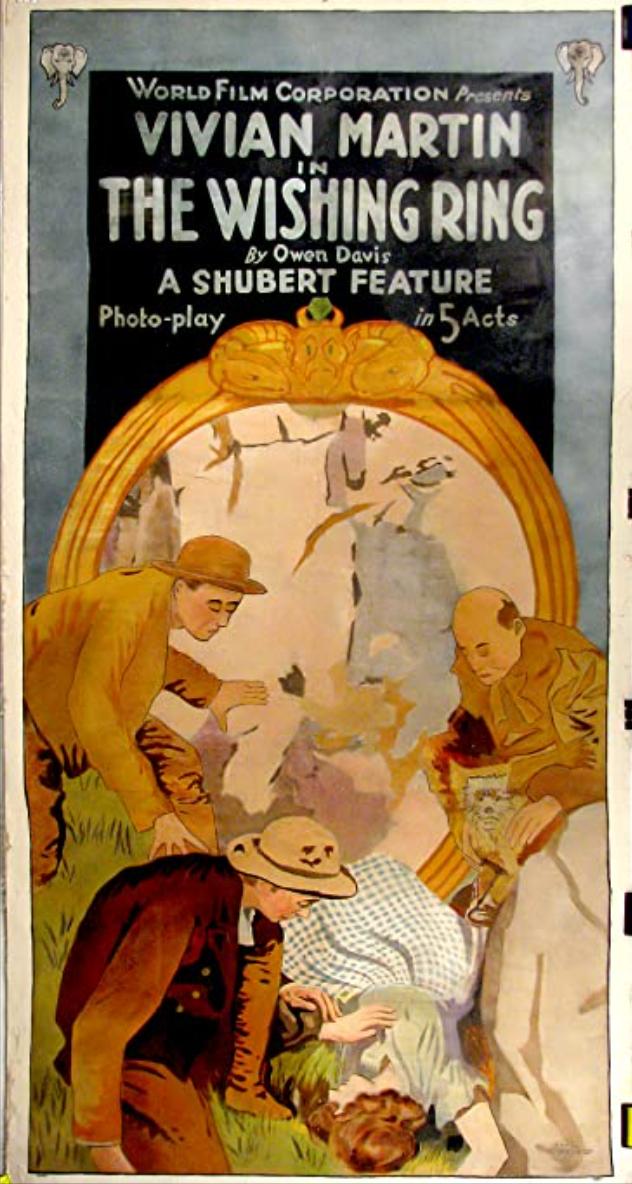 WORLD FILM CORPORATION Presents
VIVIAN MARTIN
IN
THE WISHING RING
By Owen Davis
A SHUBERT FEATURE
Photo-play in 5 Acts